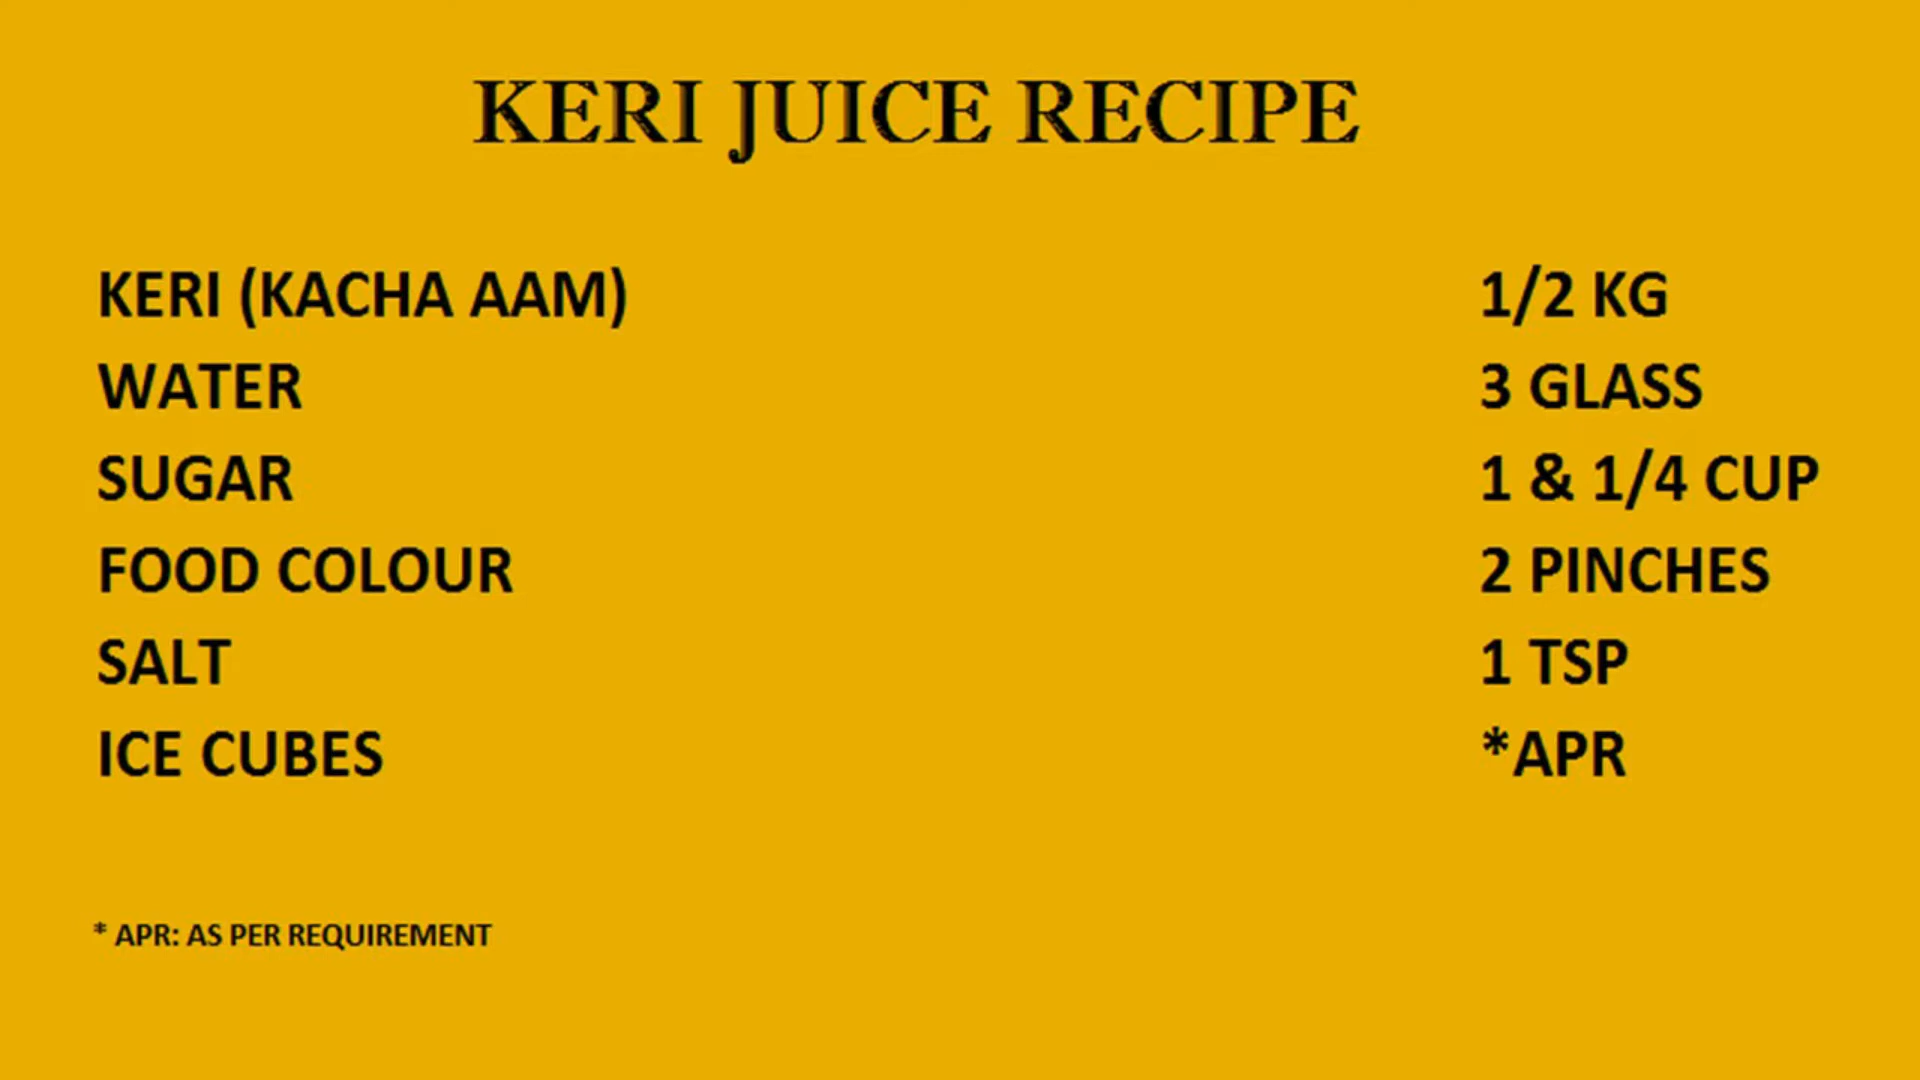 KERI JUICE RECIPE
KERI (KACHA AAM) 1/2 KG
WATER 3 GLASS
SUGAR 1 & 1/4 CUP
FOOD COLOUR 2 PINCHES
SALT 1 TSP
ICE CUBES *APR
* APR: AS PER REQUIREMENT